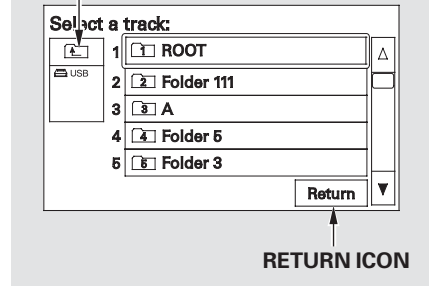 Select a track:
USB
1 1 ROOT
2 2 Folder 111
3 3 A
4 4 Folder 5
5 5 Folder 3
Return
RETURN ICON